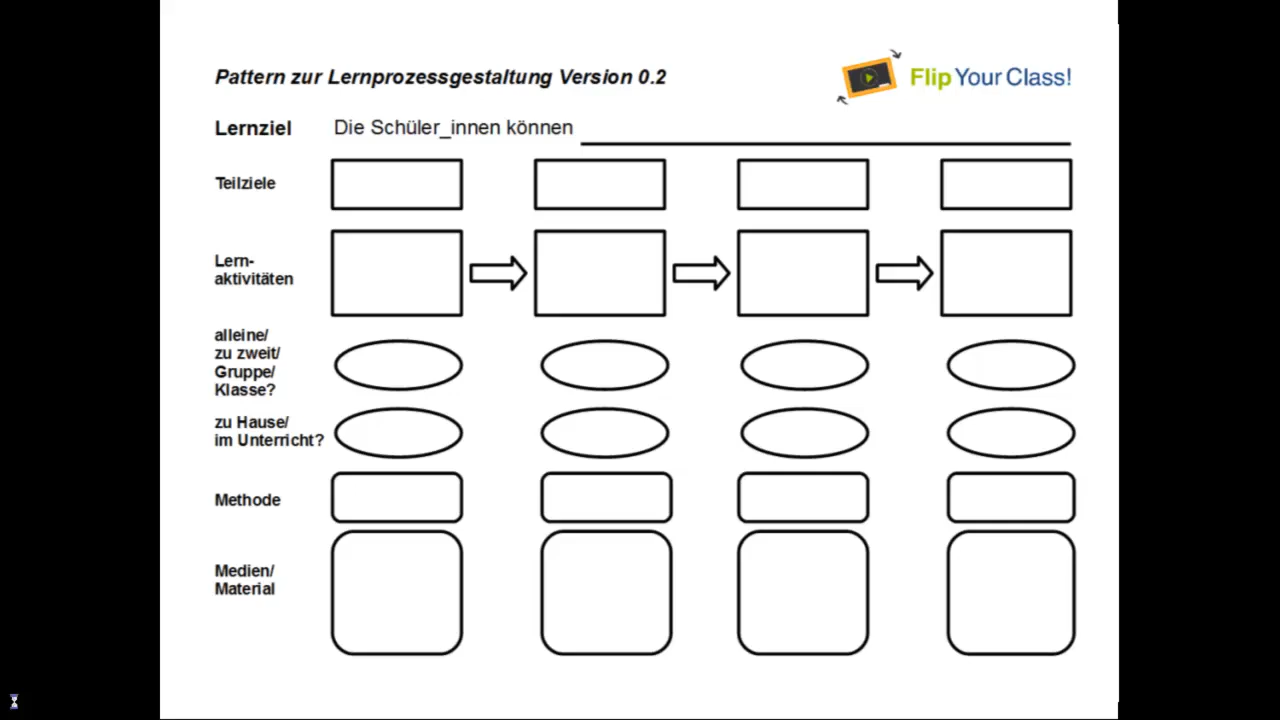 Pattern zur Lernprozessgestaltung Version 0.2
Flip Your Class!
Lernziel Die Schüler_innen können
Teilziele
Lern-
aktivitäten
alleine/
zu zweit/
Gruppe/
Klasse?
zu Hause/
im Unterricht?
Methode
Medien/
Material